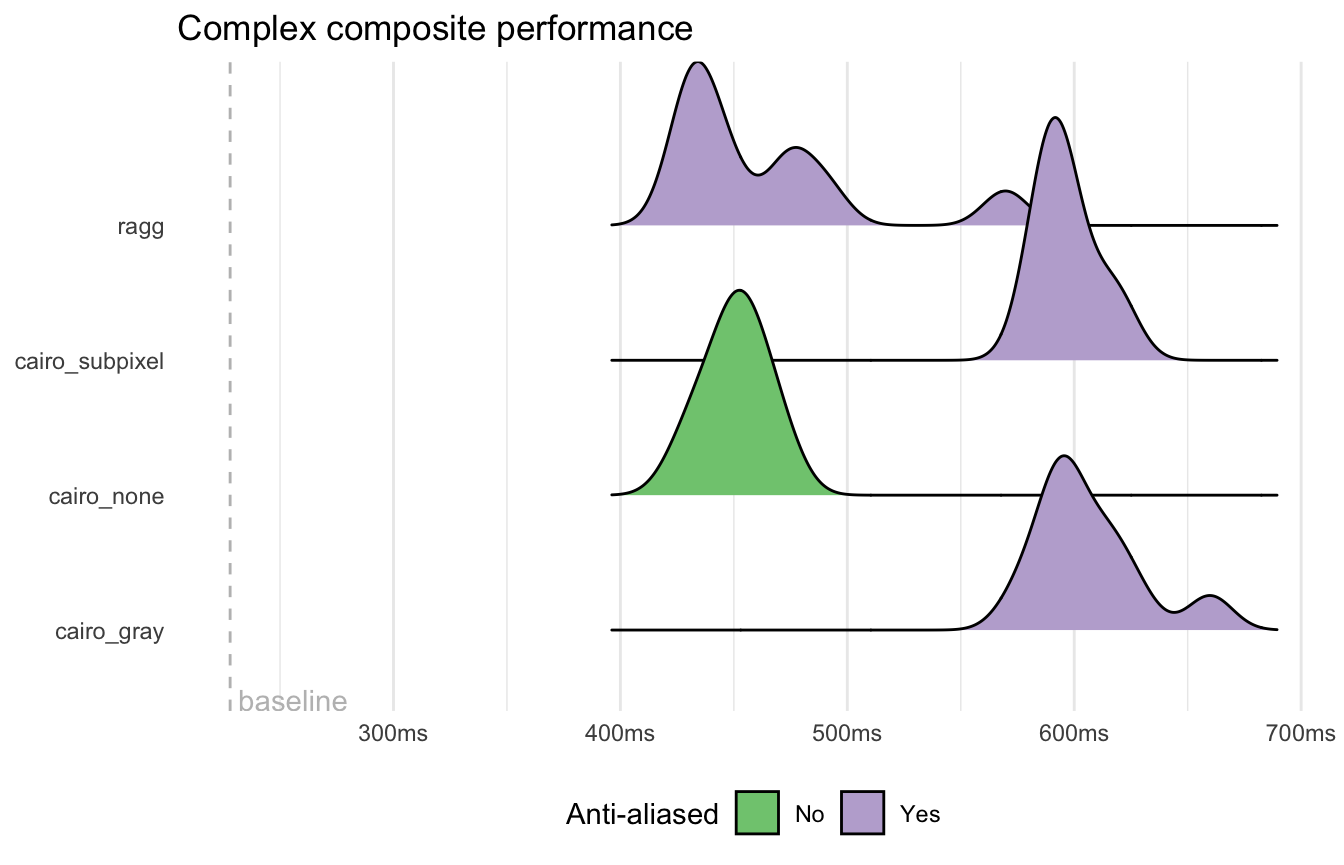 Complex composite performance
ragg
cairo_subpixel
cairo_none
cairo_gray
baseline
300ms 400ms 500ms 600ms 700ms
Anti-aliased No Yes